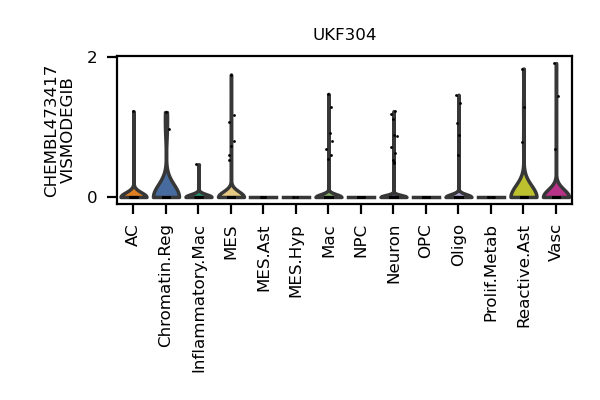 UKF304
CHEMBL473417
VISMODEGIB
2
0
AC
Chromatin.Reg
Inflammatory.Mac
MES
MES.Ast
MES.Hyp
Mac
NPC
Neuron
OPC
Oligo
Prolif.Metab
Reactive.Ast
Vasc